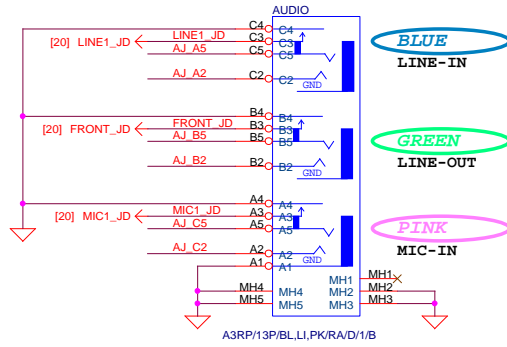 AUDIO
C4 C4
[20] LINE1_JD LINE1_JD C3 C3
AJ_A5 C5 C5
AJ_A2 C2 C2
GND
BLUE
LINE-IN
B4 B4
[20] FRONT_JD FRONT_JD B3 B3
AJ_B5 B5 B5
AJ_B2 B2 B2
GND
GREEN
LINE-OUT
A4 A4
[20] MIC1_JD MIC1_JD A3 A3
AJ_C5 A5 A5
AJ_C2 A2 A2
GND
A1 A1
PINK
MIC-IN
MH1 MH1
MH4 MH4 MH2 MH2
MH5 MH5 MH3 MH3
A3RP/13P/BL,LI,PK/RA/D/1/B